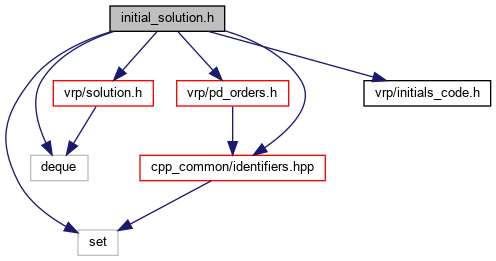 initial_solution.h
vrp/solution.h
vrp/pd_orders.h
vrp/initials_code.h
deque
cpp_common/identifiers.hpp
set